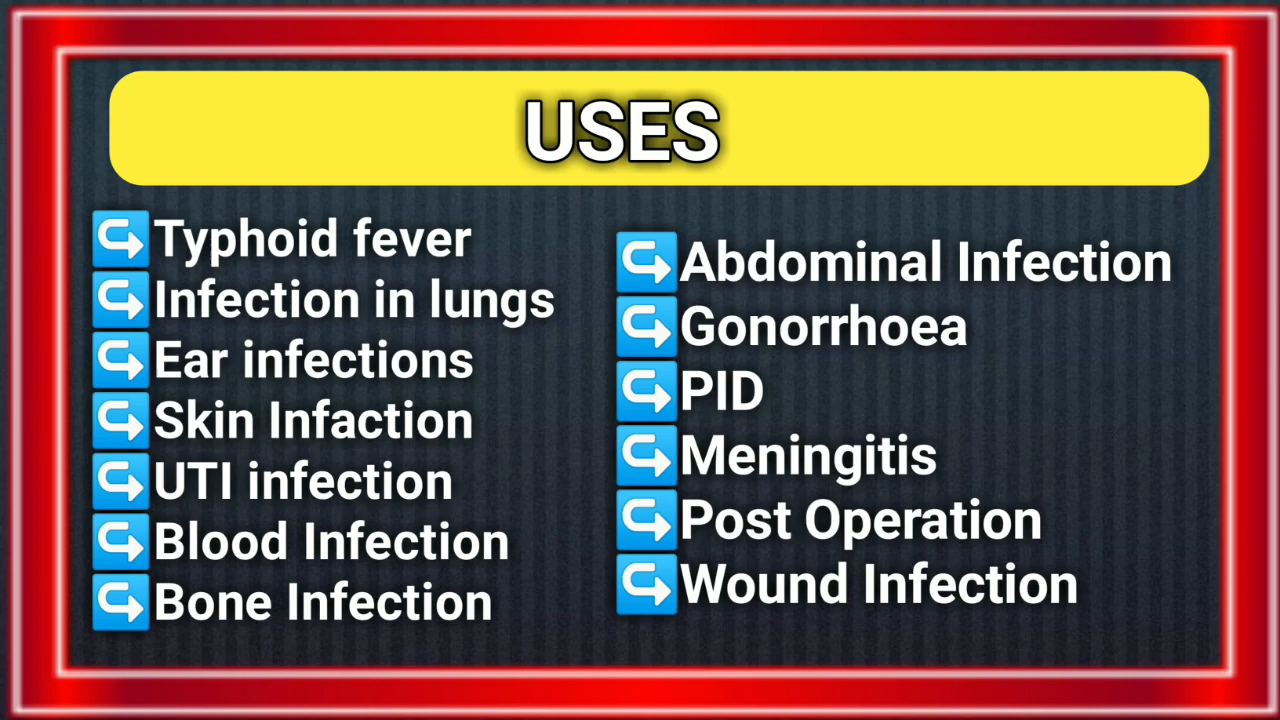 USES
Typhoid fever
Infection in lungs
Ear infections
Skin Infaction
UTI infection
Blood Infection
Bone Infection
Abdominal Infection
Gonorrhoea
PID
Meningitis
Post Operation
Wound Infection